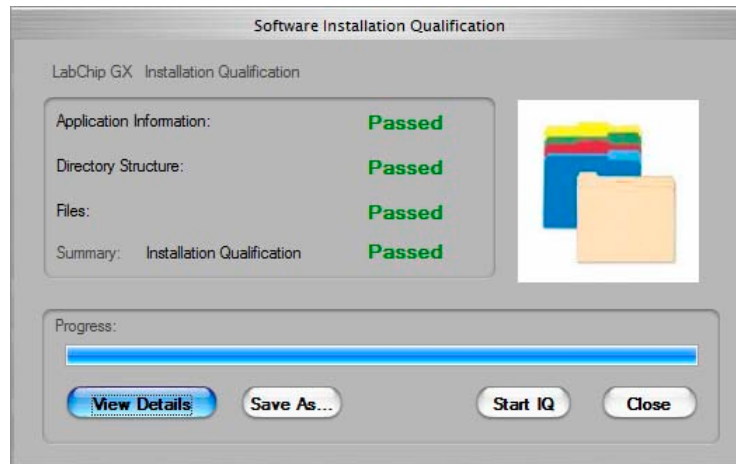 Software Installation Qualification
LabChip GX Installation Qualification
Application Information: Passed
Directory Structure: Passed
Files: Passed
Summary: Installation Qualification Passed
Progress:
View Details Save As... Start IQ Close